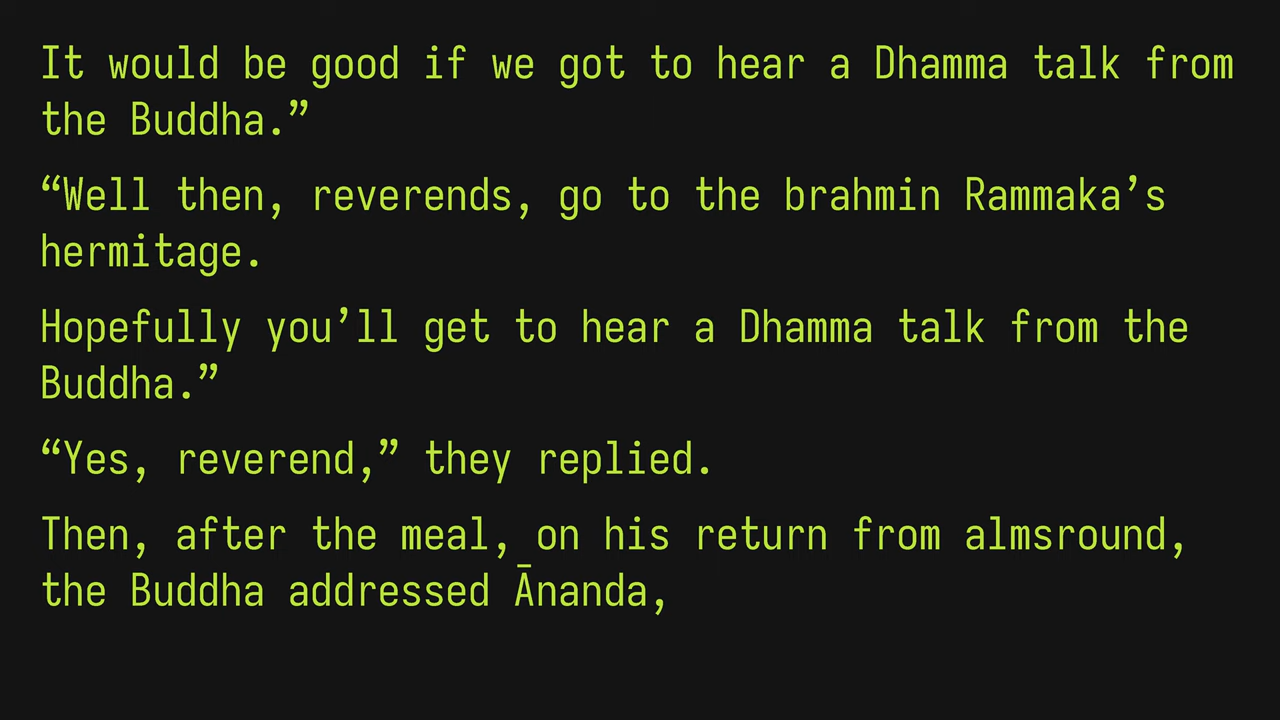 It would be good if we got to hear a Dhamma talk from
the Buddha.”
“Well then, reverends, go to the brahmin Rammaka’s
hermitage.
Hopefully you’ll get to hear a Dhamma talk from the
Buddha.”
“Yes, reverend,” they replied.
Then, after the meal, on his return from almsround,
the Buddha addressed Ānanda,